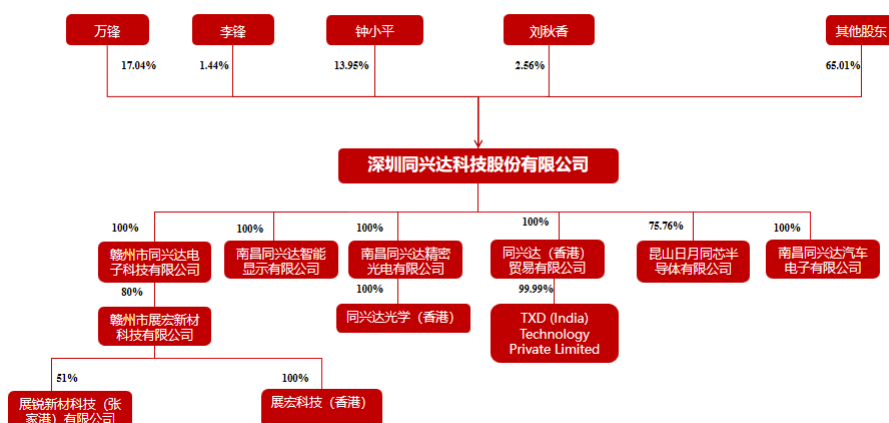 万锋
李锋
钟小平
刘秋香
其他股东
17.04%
1.44%
13.95%
2.56%
65.01%
深圳同兴达科技股份有限公司
100%
100%
100%
100%
75.76%
100%
赣州市同兴达电
子科技有限公司
南昌同兴达智能
显示有限公司
南昌同兴达精密
光电有限公司
同兴达（香港）
贸易有限公司
昆山日月同芯半
导体有限公司
南昌同兴达汽车
电子有限公司
80%
100%
99.99%
赣州市展宏新材
科技有限公司
同兴达光学（香港）
TXD (India)
Technology
Private Limited
51%
100%
展锐新材科技（张
家港）有限公司
展宏科技（香港）